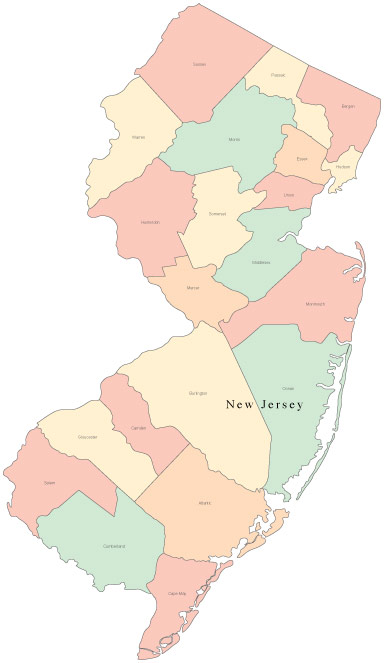 Sussex
Passaic
Bergen
Warren
Morris
Essex
Hudson
Union
Somerset
Hunterdon
Middlesex
Mercer
Monmouth
Ocean
Burlington
New Jersey
Camden
Gloucester
Salem
Atlantic
Cumberland
Cape May